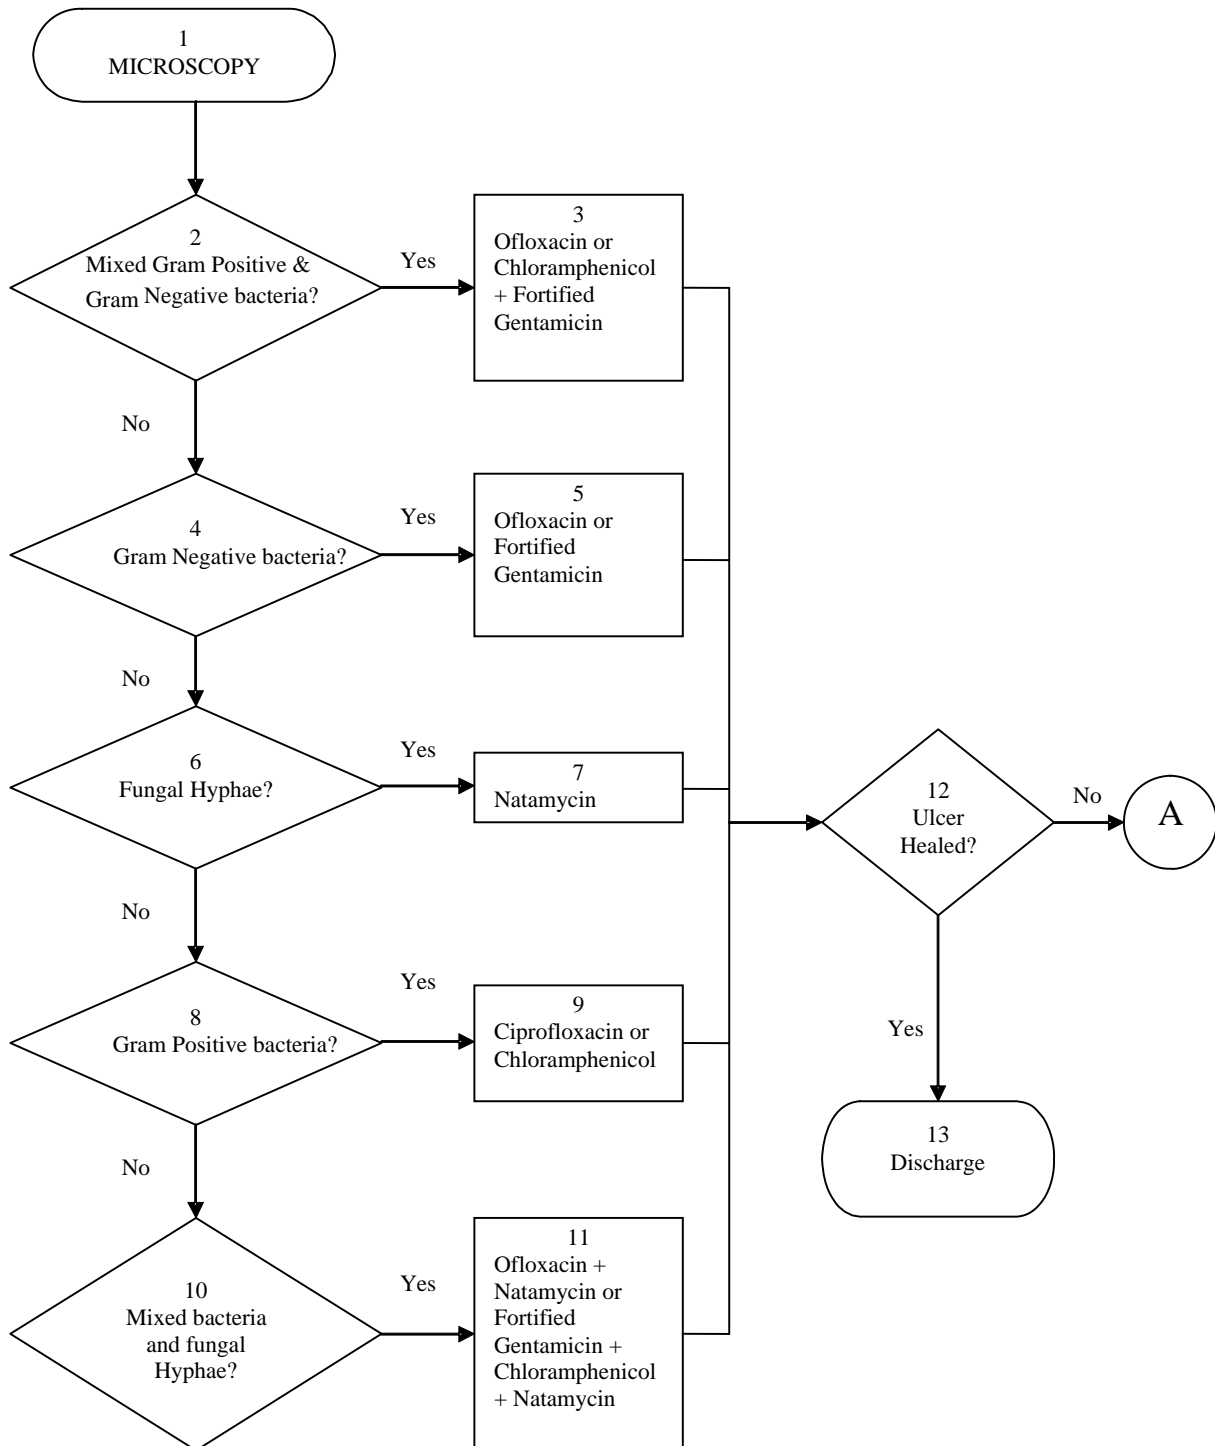 1
MICROSCOPY
2
Mixed Gram Positive &
Gram Negative bacteria?
Yes
3
Ofloxacin or
Chloramphenicol
+ Fortified
Gentamicin
No
4
Gram Negative bacteria?
Yes
5
Ofloxacin or
Fortified
Gentamicin
No
6
Fungal Hyphae?
Yes
7
Natamycin
12
Ulcer
Healed?
No
A
No
8
Gram Positive bacteria?
Yes
9
Ciprofloxacin or
Chloramphenicol
Yes
13
Discharge
No
10
Mixed bacteria
and fungal
Hyphae?
Yes
11
Ofloxacin +
Natamycin or
Fortified
Gentamicin +
Chloramphenicol
+ Natamycin